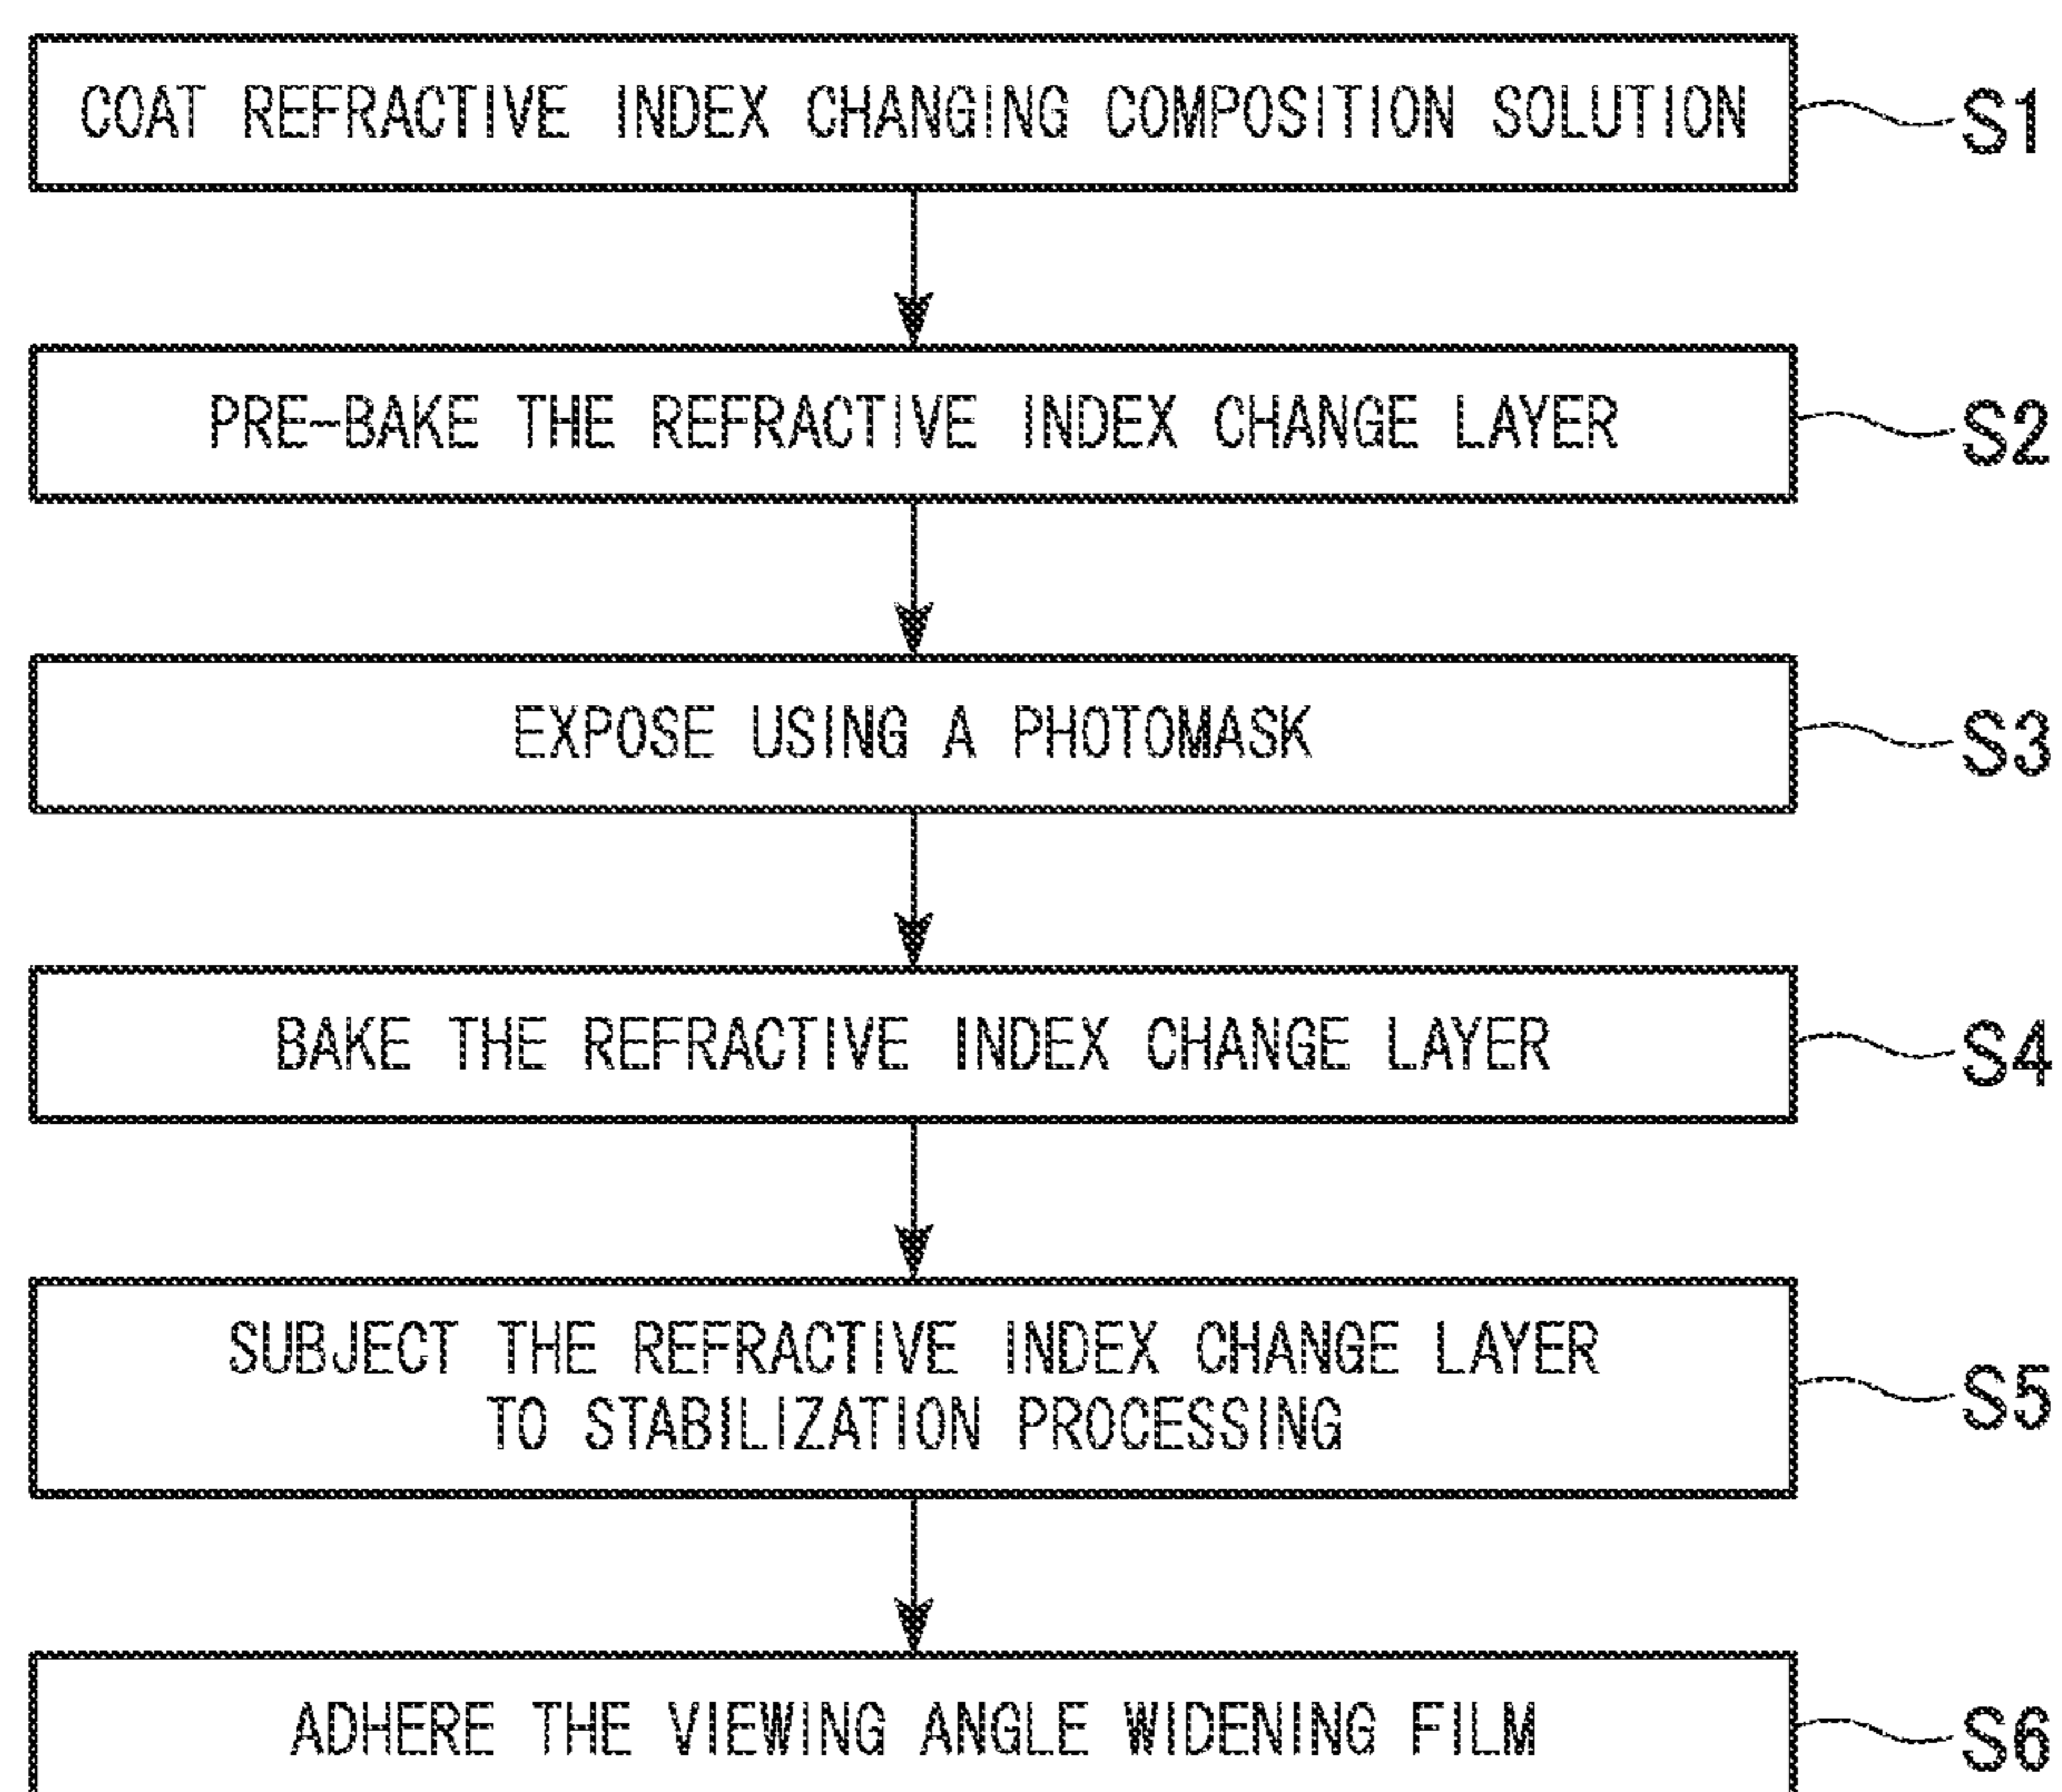 COAT REFRACTIVE INDEX CHANGING COMPOSITION SOLUTION
S1
PRE-BAKE THE REFRACTIVE INDEX CHANGE LAYER
S2
EXPOSE USING A PHOTOMASK
S3
BAKE THE REFRACTIVE INDEX CHANGE LAYER
S4
SUBJECT THE REFRACTIVE INDEX CHANGE LAYER
TO STABILIZATION PROCESSING
S5
ADHERE THE VIEWING ANGLE WIDENING FILM
S6